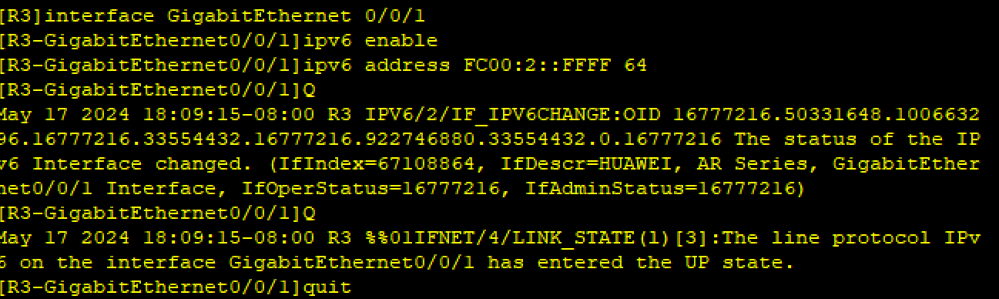 [R3]interface GigabitEthernet 0/0/1
[R3-GigabitEthernet0/0/1]ipv6 enable
[R3-GigabitEthernet0/0/1]ipv6 address FC00:2::FFFF 64
[R3-GigabitEthernet0/0/1]Q
May 17 2024 18:09:15-08:00 R3 IPV6/2/IF_IPV6CHANGE:OID 16777216.50331648.1006632
96.16777216.33554432.16777216.922746880.33554432.0.16777216 The status of the IP
v6 Interface changed. (IfIndex=67108864, IfDescr=HUAWEI, AR Series, GigabitEther
net0/0/1 Interface, IfOperStatus=16777216, IfAdminStatus=16777216)
[R3-GigabitEthernet0/0/1]Q
May 17 2024 18:09:15-08:00 R3 %%01IFNET/4/LINK_STATE(l)[3]:The line protocol IPv
6 on the interface GigabitEthernet0/0/1 has entered the UP state.
[R3-GigabitEthernet0/0/1]quit